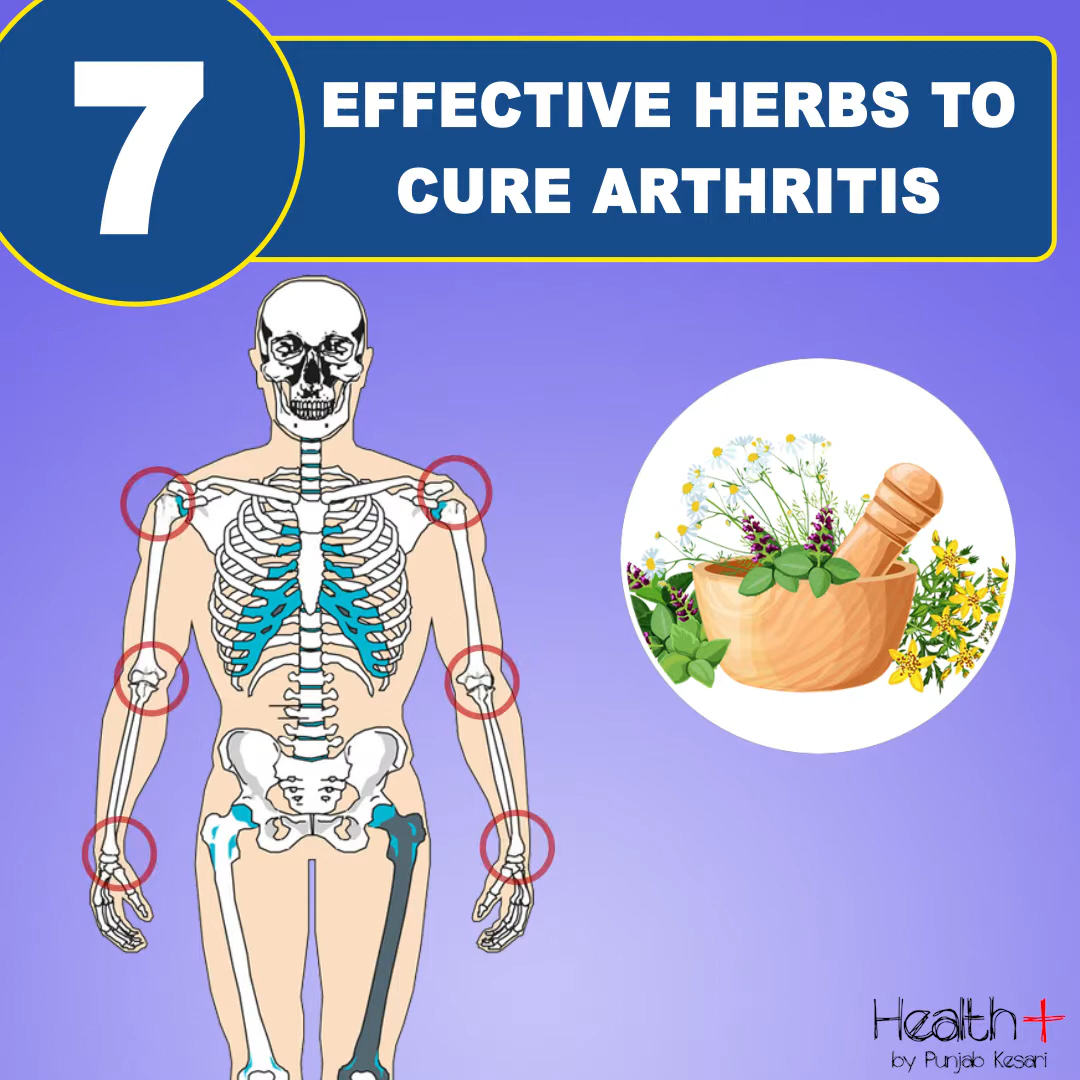 7
EFFECTIVE HERBS TO
CURE ARTHRITIS
Health+
by Punjab Kesari